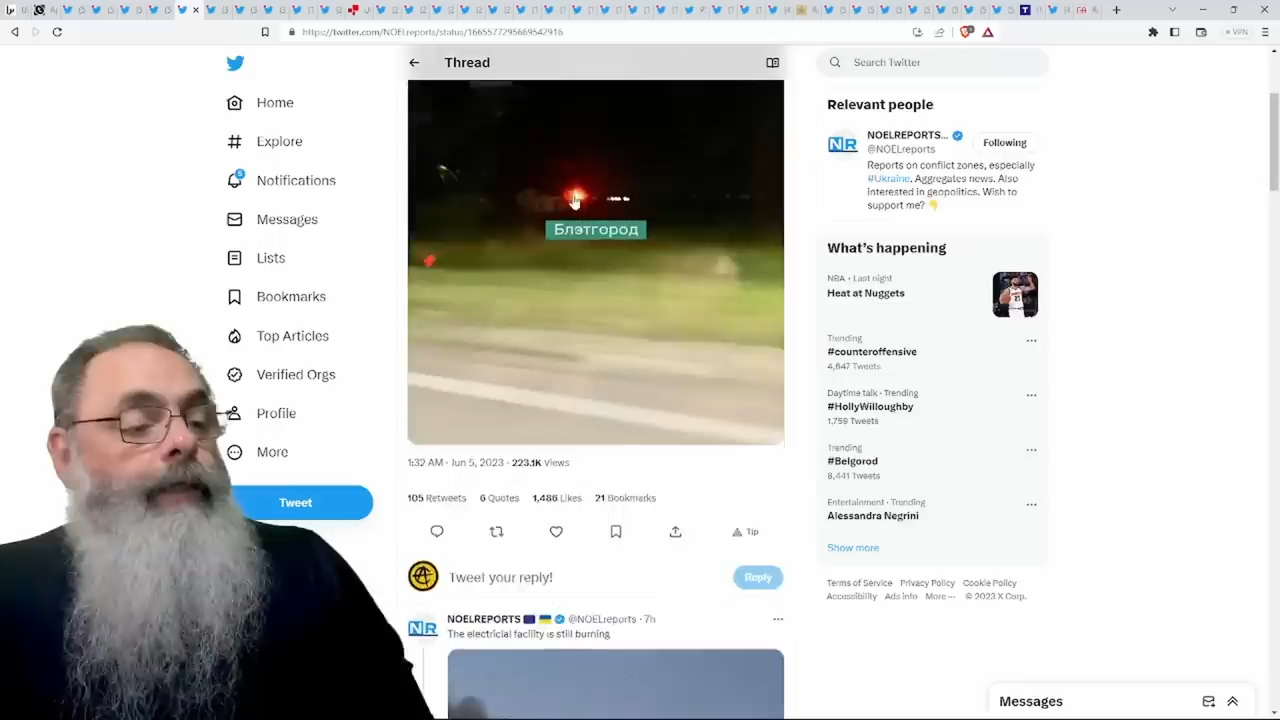 https://twitter.com/NOELreports/status/1665577295669542916
VPN
Thread
Search Twitter
Home
Explore
6
Notifications
Messages
Lists
Bookmarks
Top Articles
Verified Orgs
Profile
More
Tweet
Блэтгород
1:32 AM · Jun 5, 2023 · 223.1K Views
105 Retweets 6 Quotes 1,486 Likes 21 Bookmarks
Tip
Tweet your reply!
Reply
NOELREPORTS @NOELreports · 7h
The electricial facility is still burning
Relevant people
NOELREPORTS...
@NOELreports
Following
Reports on conflict zones, especially
#Ukraine. Aggregates news. Also
interested in geopolitics. Wish to
support me?
What's happening
NBA · Last night
Heat at Nuggets
Trending
#counteroffensive
4,647 Tweets
Daytime talk · Trending
#HollyWilloughby
1,759 Tweets
Trending
#Belgorod
8,441 Tweets
Entertainment · Trending
Alessandra Negrini
Show more
Terms of Service Privacy Policy Cookie Policy
Accessibility Ads info More ··· © 2023 X Corp.
Messages